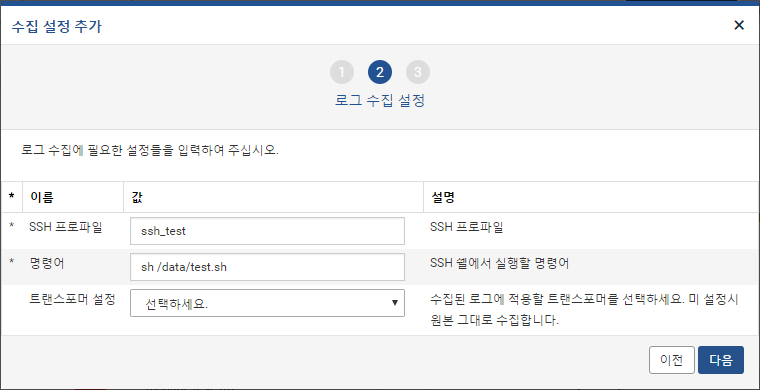 수집 설정 추가 ×
1 2 3
로그 수집 설정
로그 수집에 필요한 설정들을 입력하여 주십시오.
* 이름 값 설명
* SSH 프로파일 ssh_test SSH 프로파일
* 명령어 sh /data/test.sh SSH 쉘에서 실행할 명령어
트랜스포머 설정 선택하세요. 수집된 로그에 적용할 트랜스포머를 선택하세요. 미 설정시
원본 그대로 수집합니다.
이전 다음